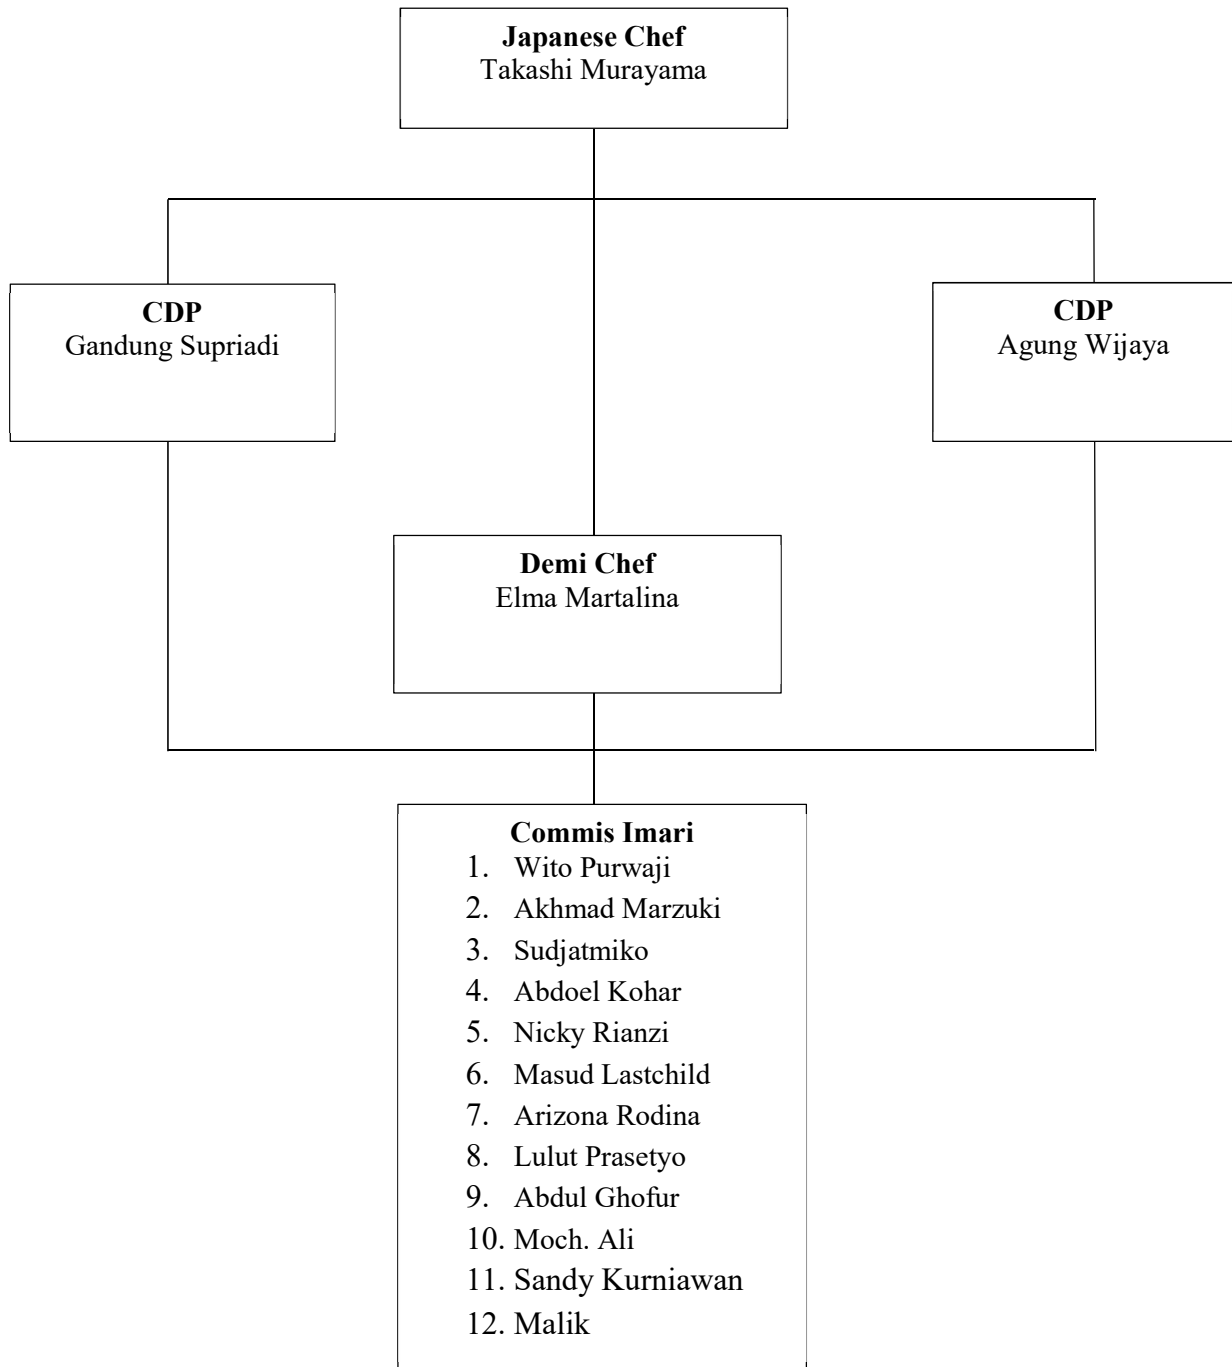 Japanese Chef
Takashi Murayama
CDP
Gandung Supriadi
CDP
Agung Wijaya
Demi Chef
Elma Martalina
Commis Imari
1. Wito Purwaji
2. Akhmad Marzuki
3. Sudjatmiko
4. Abdoel Kohar
5. Nicky Rianzi
6. Masud Lastchild
7. Arizona Rodina
8. Lulut Prasetyo
9. Abdul Ghofur
10. Moch. Ali
11. Sandy Kurniawan
12. Malik